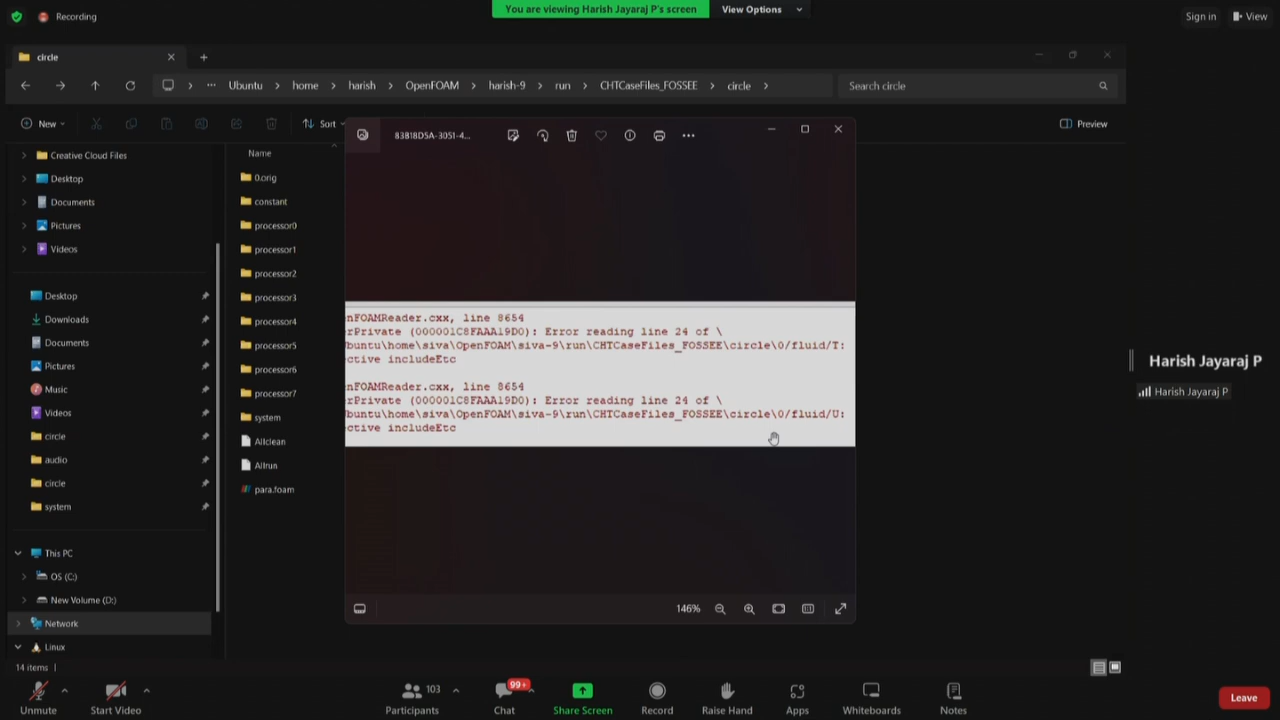 Recording
You are viewing Harish Jayaraj P's screen
View Options
Sign in
View
circle
Ubuntu > home > harish > OpenFOAM > harish-9 > run > CHTCaseFiles_FOSSEE > circle >
Search circle
New
Sort
Preview
Creative Cloud Files
Desktop
Documents
Pictures
Videos
Desktop
Downloads
Documents
Pictures
Music
Videos
circle
audio
circle
system
This PC
OS (C:)
New Volume (D:)
Network
Linux
14 items
Name
0.orig
constant
processor0
processor1
processor2
processor3
processor4
processor5
processor6
processor7
system
Allclean
Allrun
para.foam
83B18D5A-3051-4...
nFOAMReader.cxx, line 8654
erPrivate (000001C8FAAA19D0): Error reading line 24 of \
buntu\home\siva\OpenFOAM\siva-9\run\CHTCaseFiles_FOSSEE\circle\0/fluid/T:
ective includeEtc
nFOAMReader.cxx, line 8654
erPrivate (000001C8FAAA19D0): Error reading line 24 of \
buntu\home\siva\OpenFOAM\siva-9\run\CHTCaseFiles_FOSSEE\circle\0/fluid/U:
ective includeEtc
146%
Harish Jayaraj P
Harish Jayaraj P
Unmute
Start Video
103
Participants
99+
Chat
Share Screen
Record
Raise Hand
Apps
Whiteboards
Notes
Leave